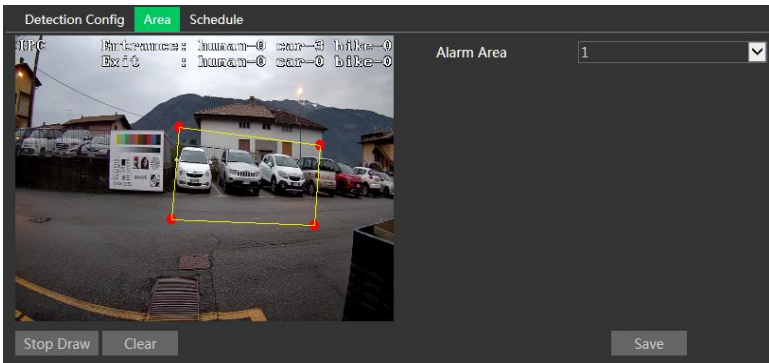 Detection Config Area Schedule
IPC Entrance: human-0 car-3 bike-0
Exit : human-0 car-0 bike-0
Alarm Area 1
Stop Draw Clear Save